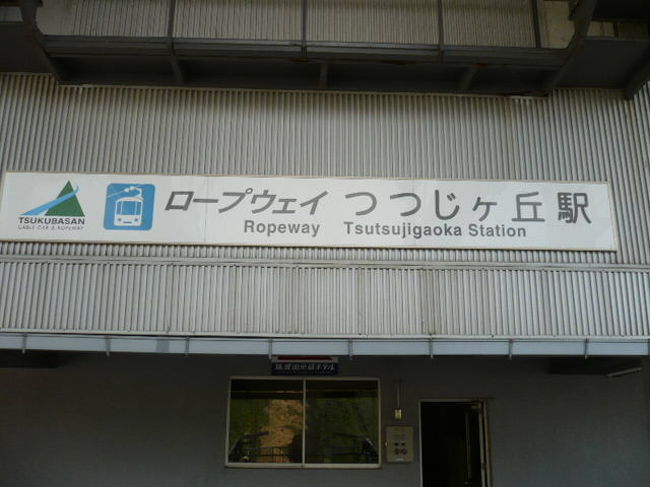 TSUKUBASAN
CABLE CAR & ROPEWAY
ロープウェイ つつじヶ丘駅
Ropeway Tsutsujigaoka Station